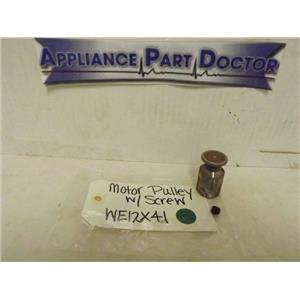 APPLIANCE PART DOCTOR
Motor Pulley
w/ Screw
WE12X41